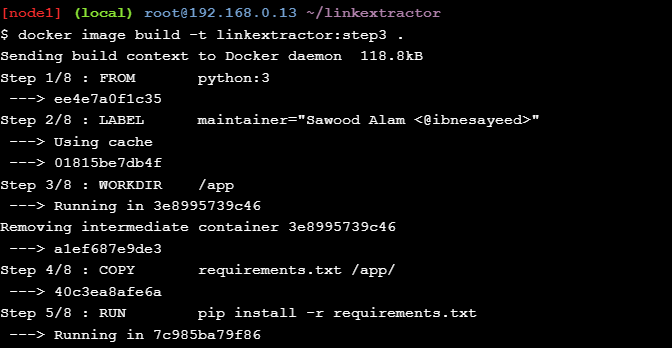 [node1] (local) root@192.168.0.13 ~/linkextractor
$ docker image build -t linkextractor:step3 .
Sending build context to Docker daemon  118.8kB
Step 1/8 : FROM       python:3
 ---> ee4e7a0f1c35
Step 2/8 : LABEL      maintainer="Sawood Alam <@ibnesayeed>"
 ---> Using cache
 ---> 01815be7db4f
Step 3/8 : WORKDIR    /app
 ---> Running in 3e8995739c46
Removing intermediate container 3e8995739c46
 ---> a1ef687e9de3
Step 4/8 : COPY       requirements.txt /app/
 ---> 40c3ea8afe6a
Step 5/8 : RUN        pip install -r requirements.txt
 ---> Running in 7c985ba79f86